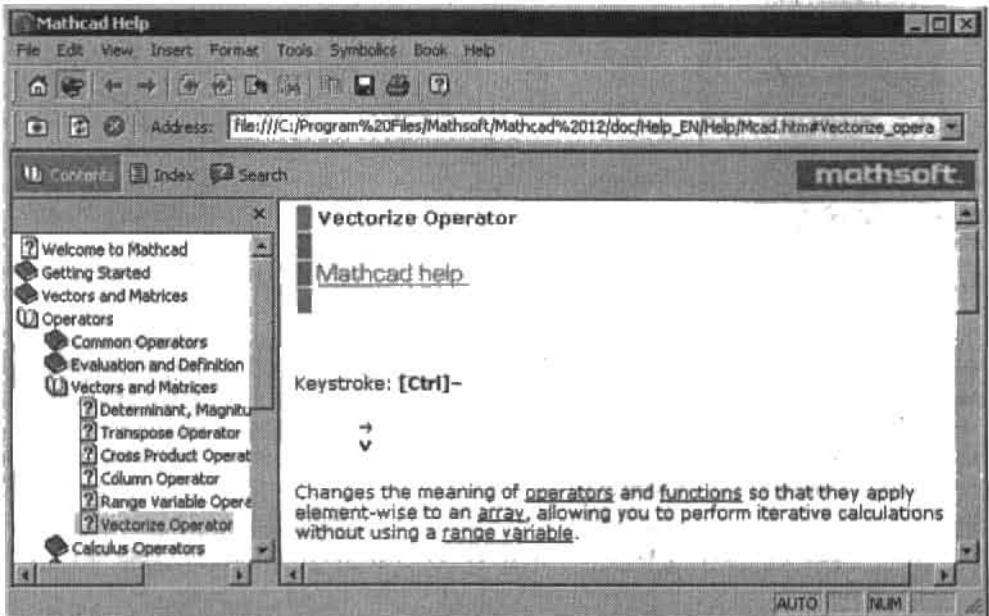 Mathcad Help
File Edit View Insert Format Tools Symbolics Book Help
Address: file:///C:/Program%20Files/Mathsoft/Mathcad%2012/doc/Help_EN/Help/Mcad.htm#Vectorize_opera
Contents Index Search
mathsoft
Welcome to Mathcad
Getting Started
Vectors and Matrices
Operators
Common Operators
Evaluation and Definition
Vectors and Matrices
Determinant, Magnitu
Transpose Operator
Cross Product Operat
Column Operator
Range Variable Opera
Vectorize Operator
Calculus Operators
Vectorize Operator
Mathcad help
Keystroke: [Ctrl]–
→
v
Changes the meaning of operators and functions so that they apply
element-wise to an array, allowing you to perform iterative calculations
without using a range variable.
AUTO NUM